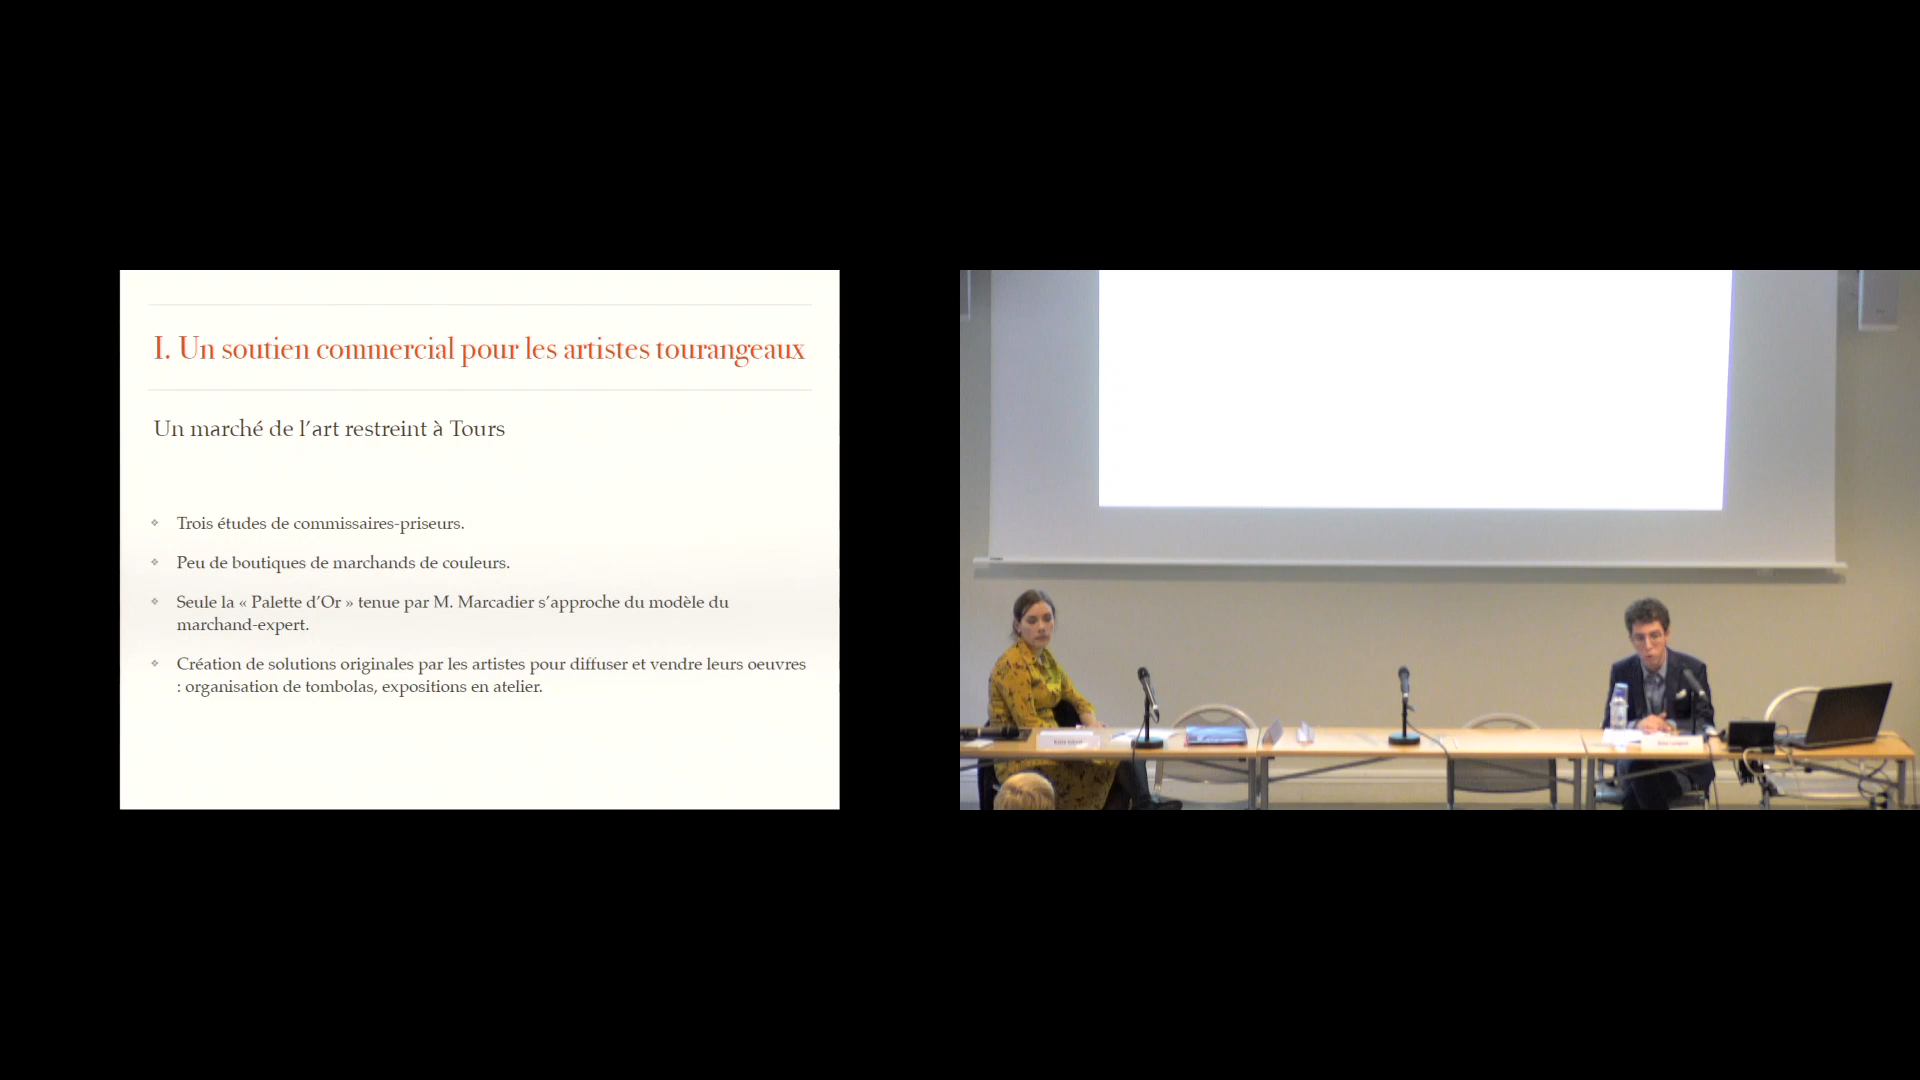 I. Un soutien commercial pour les artistes tourangeaux
Un marché de l’art restreint à Tours
❖ Trois études de commissaires-priseurs.
❖ Peu de boutiques de marchands de couleurs.
❖ Seule la « Palette d’Or » tenue par M. Marcadier s’approche du modèle du
marchand-expert.
❖ Création de solutions originales par les artistes pour diffuser et vendre leurs oeuvres
: organisation de tombolas, expositions en atelier.